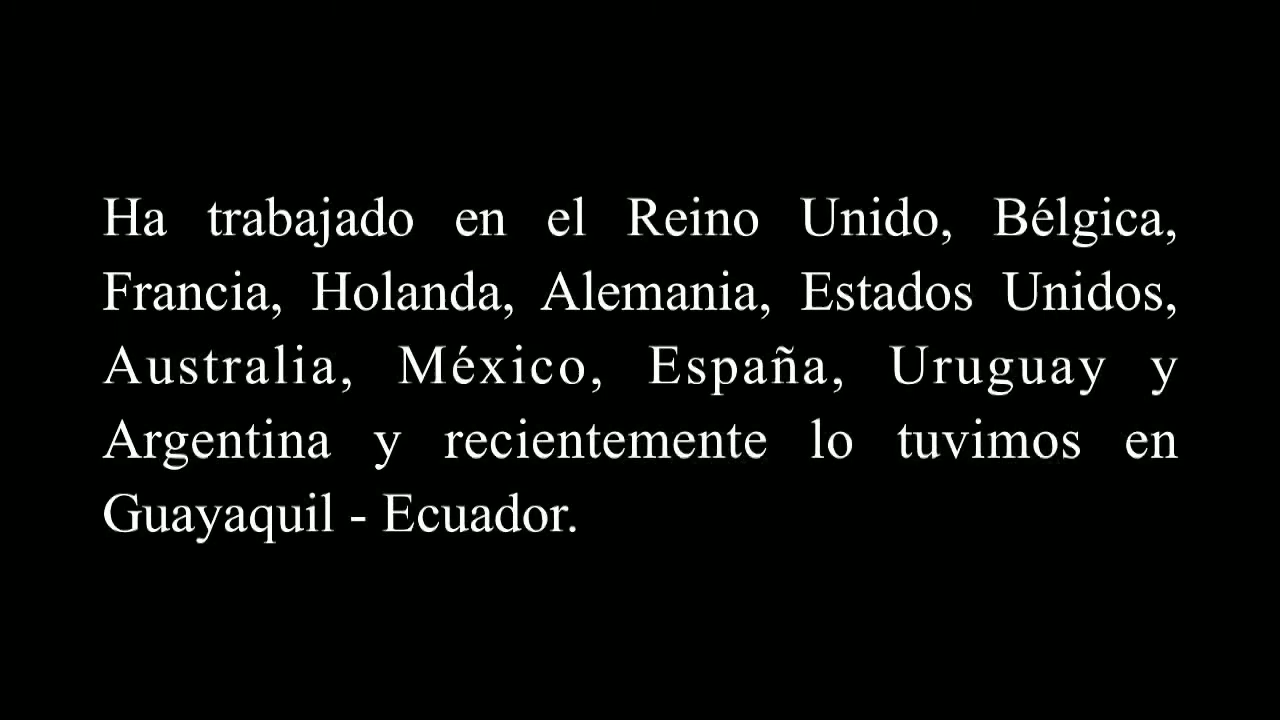 Ha trabajado en el Reino Unido, Bélgica,
Francia, Holanda, Alemania, Estados Unidos,
Australia, México, España, Uruguay y
Argentina y recientemente lo tuvimos en
Guayaquil - Ecuador.